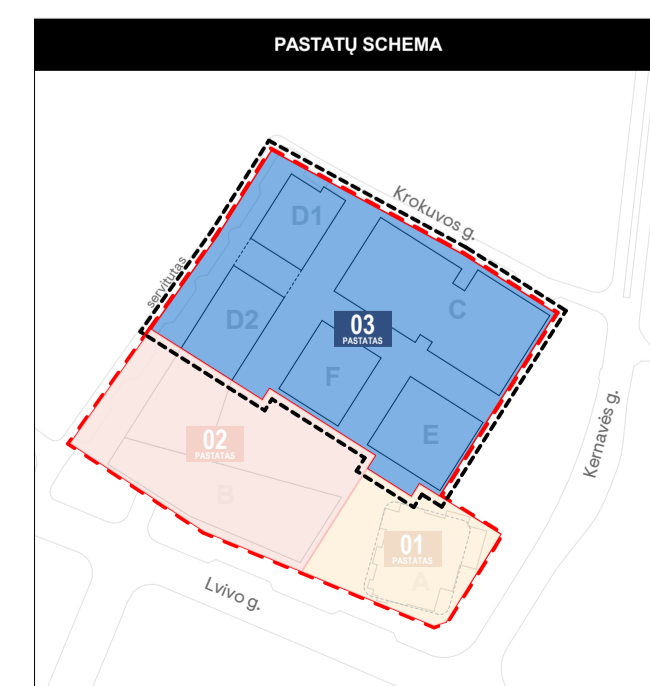 PASTATŲ SCHEMA
Krokuvos g.
D1
servitutas
C
D2
03
PASTATAS
F
Kernavės g.
E
02
PASTATAS
B
01
PASTATAS
A
Lvivo g.